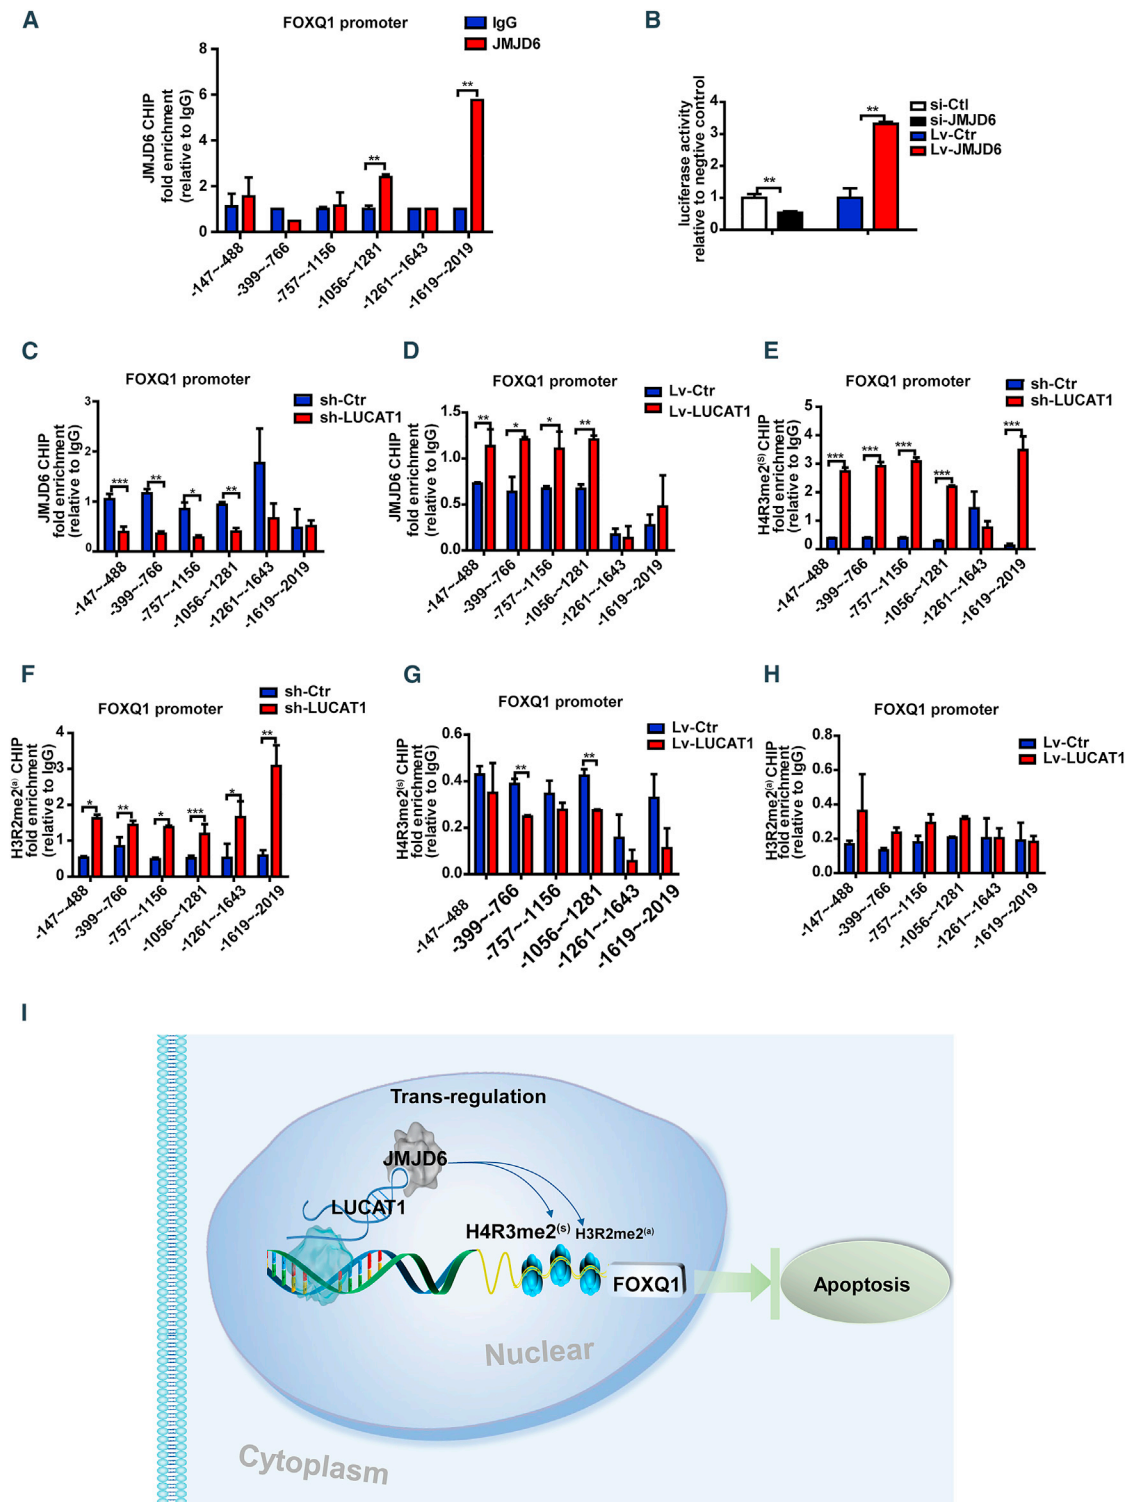 A
FOXQ1 promoter
IgG
JMJD6
JMJD6 CHIP
fold enrichment
(relative to IgG)
8
6
4
2
0
**
**
-147~-488
-399~-766
-757~-1156
-1056-~1281
-1261~-1643
-1619~-2019
B
luciferase activity
relative to negtive control
4
3
2
1
0
**
**
si-Ctl
si-JMJD6
Lv-Ctr
Lv-JMJD6
C
FOXQ1 promoter
sh-Ctr
sh-LUCAT1
JMJD6 CHIP
fold enrichment
(relative to IgG)
3
2
1
0
***
**
*
**
-147~-488
-399~-766
-757~-1156
-1056~-1281
-1261~-1643
-1619~-2019
D
FOXQ1 promoter
Lv-Ctr
Lv-LUCAT1
JMJD6 CHIP
fold enrichment
(relative to IgG)
1.5
1.0
0.5
0.0
**
*
*
**
-147~-488
-399~-766
-757~-1156
-1056~-1281
-1261~-1643
-1619~-2019
E
FOXQ1 promoter
sh-Ctr
sh-LUCAT1
H4R3me2(S) CHIP
fold enrichment
(relative to IgG)
5
4
3
2
1
0
***
***
***
***
***
-147~-488
-399~-766
-757~-1156
-1056~-1281
-1261~-1643
-1619~-2019
F
FOXQ1 promoter
sh-Ctr
sh-LUCAT1
H3R2me2(a) CHIP
fold enrichment
(relative to IgG)
4
3
2
1
0
*
**
*
***
*
**
-147~-488
-399~-766
-757~-1156
-1056~-1281
-1261~-1643
-1619~-2019
G
FOXQ1 promoter
Lv-Ctr
Lv-LUCAT1
H4R3me2(s) CHIP
fold enrichment
(relative to IgG)
0.6
0.4
0.2
0.0
**
**
-147~-488
-399~-766
-757~-1156
-1056~-1281
-1261~-1643
-1619~-2019
H
FOXQ1 promoter
Lv-Ctr
Lv-LUCAT1
H3R2me2(a) CHIP
fold enrichment
(relative to IgG)
0.8
0.6
0.4
0.2
0.0
-147~-488
-399~-766
-757~-1156
-1056~-1281
-1261~-1643
-1619~-2019
I
Trans-regulation
JMJD6
LUCAT1
H4R3me2(s) H3R2me2(a)
FOXQ1
Apoptosis
Nuclear
Cytoplasm